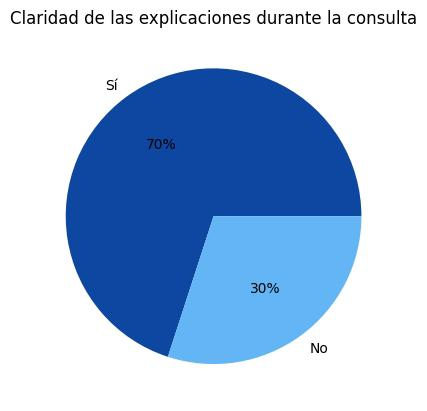 Claridad de las explicaciones durante la consulta
Sí
70%
30%
No